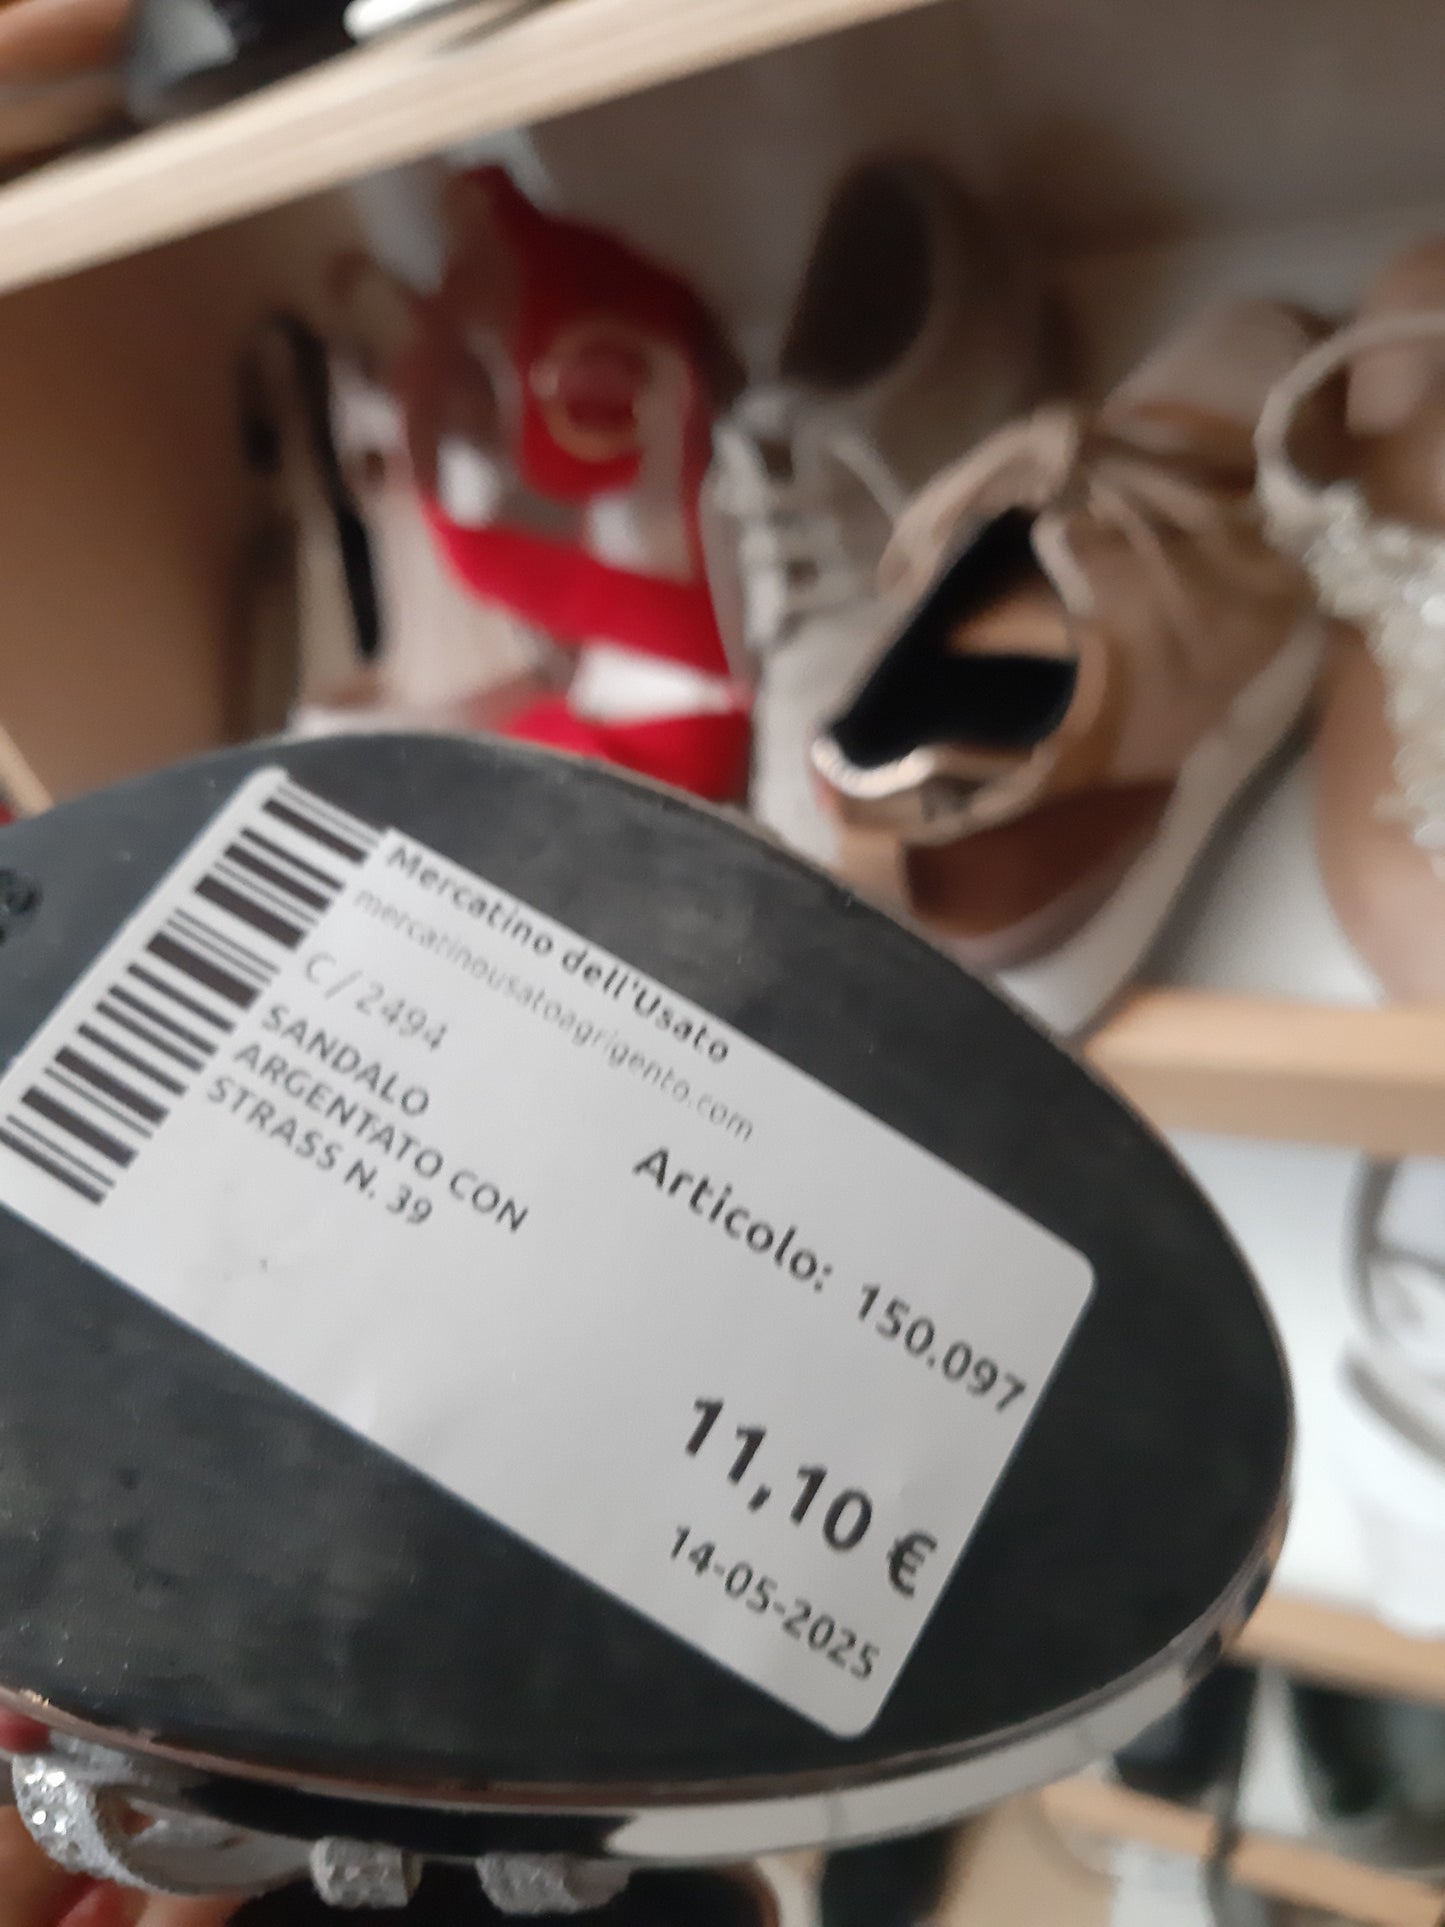 Mercatino dell'Usato
mercatinousatoagrigento.com
C/2494
SANDALO
ARGENTATO CON
STRASS N. 39
Articolo: 150.097
11,10 €
14-05-2025